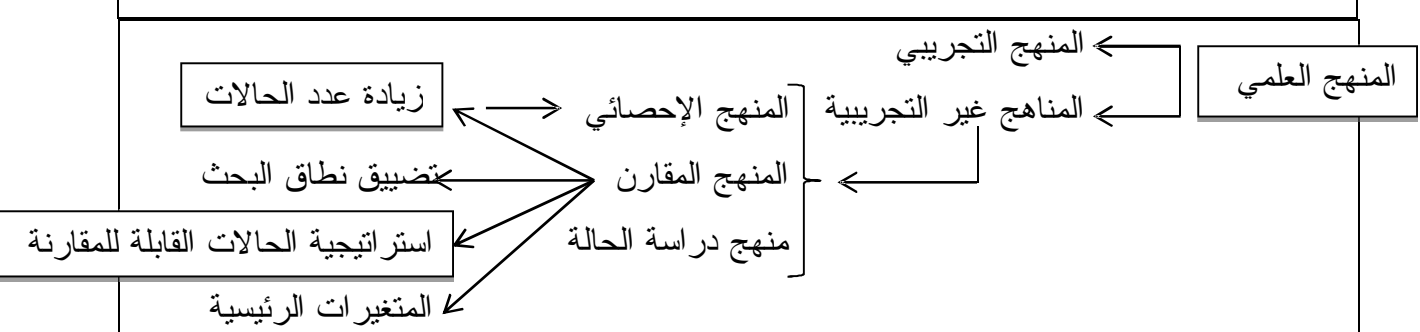 المنهج العلمي
المنهج التجريبي
المناهج غير التجريبية
المنهج الإحصائي
المنهج المقارن
منهج دراسة الحالة
زيادة عدد الحالات
تضييق نطاق البحث
استراتيجية الحالات القابلة للمقارنة
المتغيرات الرئيسية